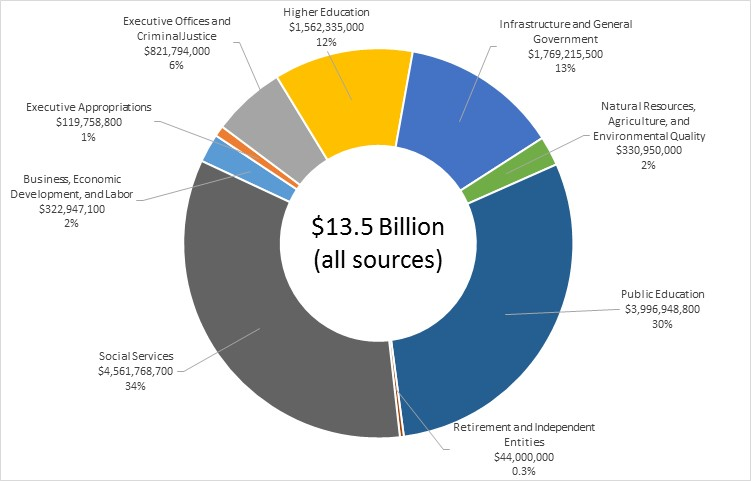 Higher Education
$1,562,335,000
12%
Executive Offices and
Criminal Justice
$821,794,000
6%
Infrastructure and General
Government
$1,769,215,500
13%
Executive Appropriations
$119,758,800
1%
Natural Resources,
Agriculture, and
Environmental Quality
$330,950,000
2%
Business, Economic
Development, and Labor
$322,947,100
2%
$13.5 Billion
(all sources)
Public Education
$3,996,948,800
30%
Social Services
$4,561,768,700
34%
Retirement and Independent
Entities
$44,000,000
0.3%